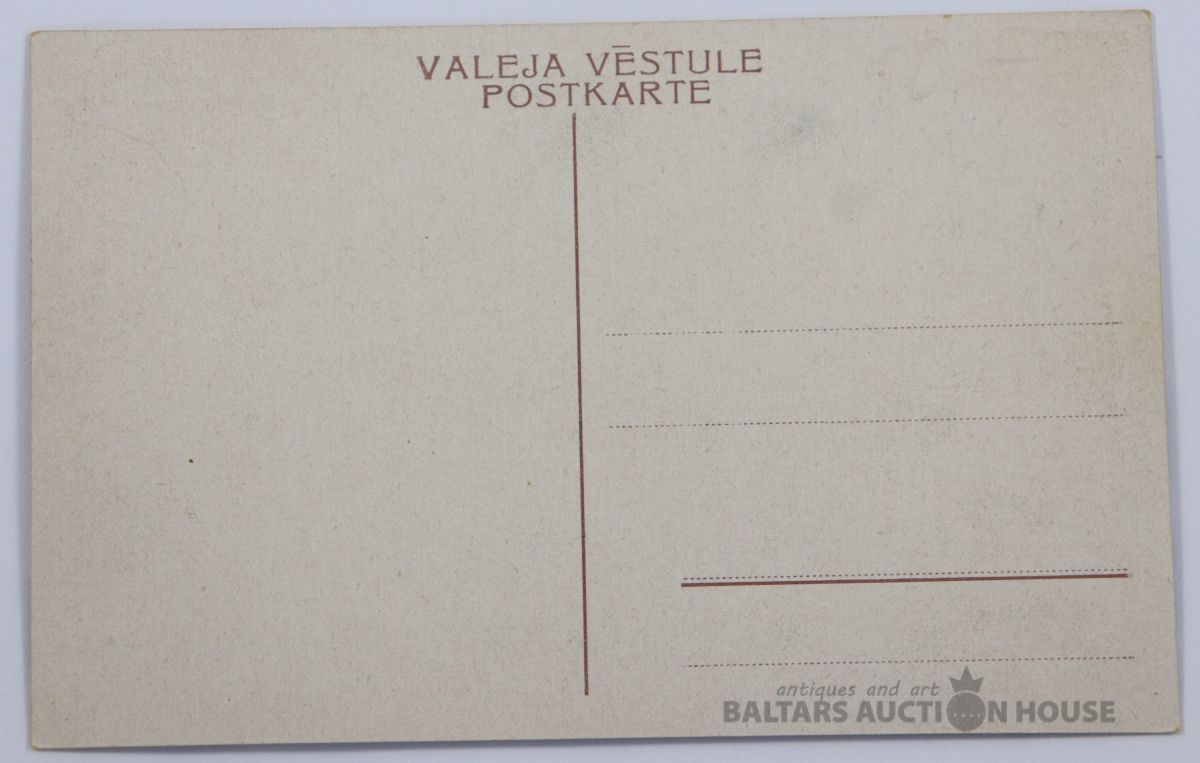 VALEJA VĒSTULE
POSTKARTE
antiques and art
BALTARS AUCTION HOUSE